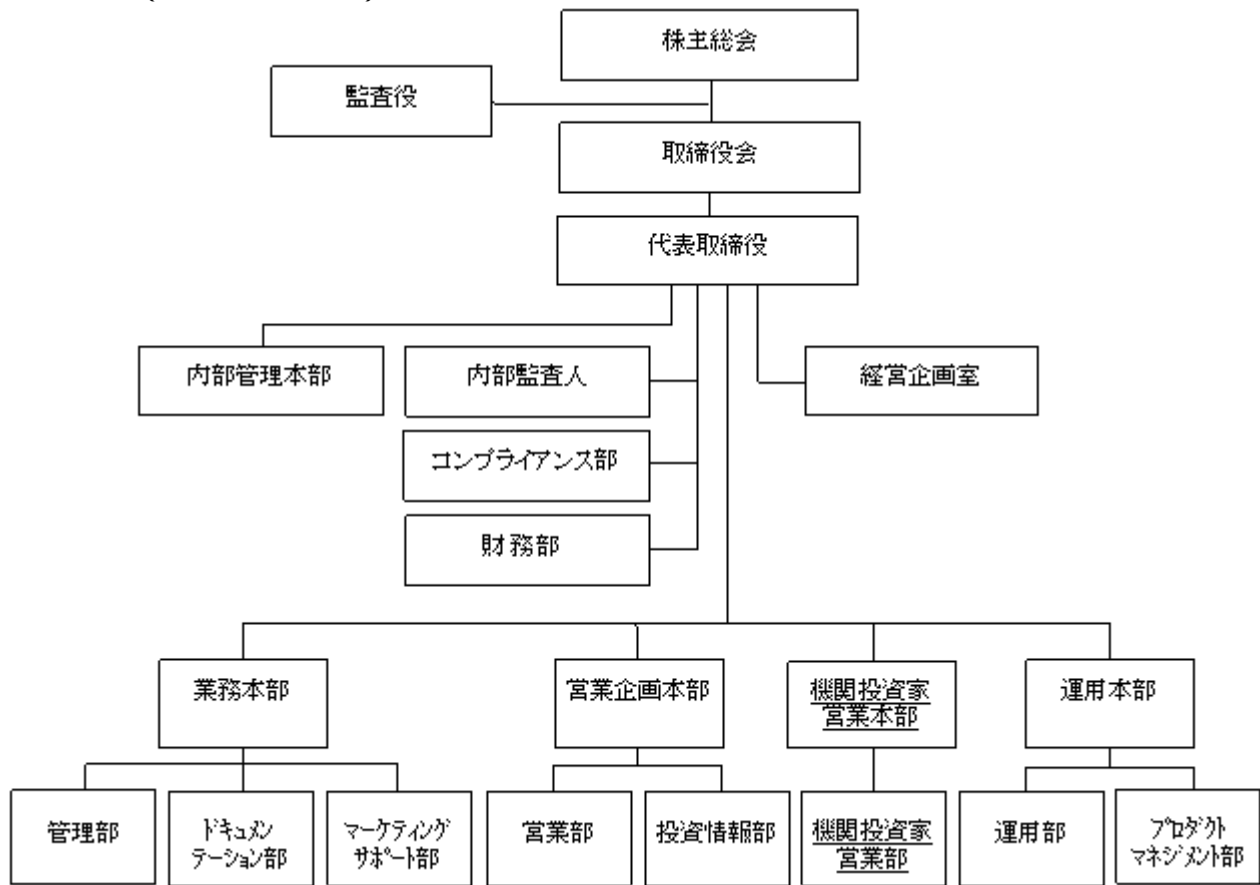 株主総会
監査役
取締役会
代表取締役
内部管理本部
内部監査人
経営企画室
コンプライアンス部
財務部
業務本部
営業企画本部
機関投資家
営業本部
運用本部
管理部
ドキュメン
テーション部
マーケティング
サポート部
営業部
投資情報部
機関投資家
営業部
運用部
プロダクト
マネジメント部